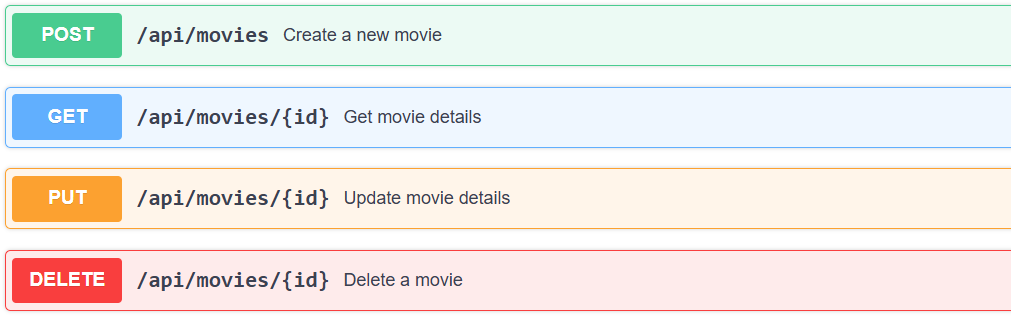 POST /api/movies Create a new movie
GET /api/movies/{id} Get movie details
PUT /api/movies/{id} Update movie details
DELETE /api/movies/{id} Delete a movie